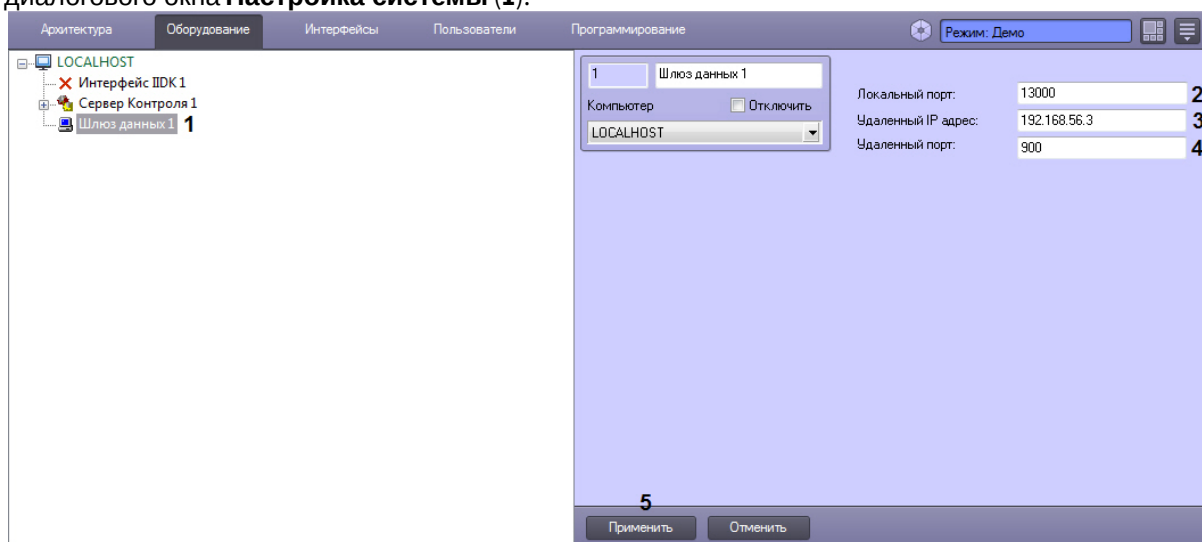 диалогового окна Настройка системы (1).
Архитектура Оборудование Интерфейсы Пользователи Программирование Режим: Демо
LOCALHOST
Интерфейс IIDK 1
Сервер Контроля 1
Шлюз данных 1 1
1 Шлюз данных 1
Компьютер Отключить
LOCALHOST
Локальный порт: 13000 2
Удаленный IP адрес: 192.168.56.3 3
Удаленный порт: 900 4
5
Применить Отменить